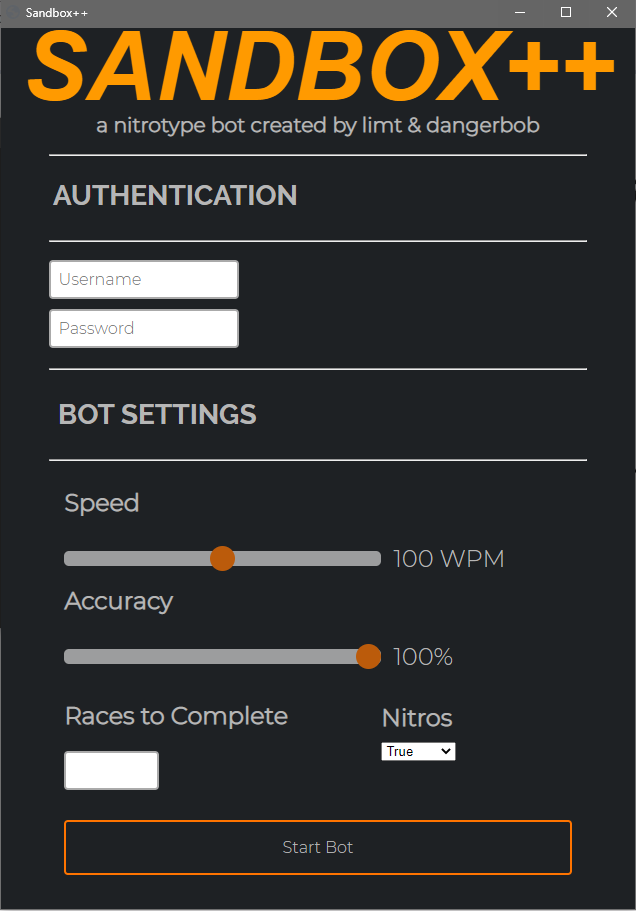 Sandbox++
SANDBOX++
a nitrotype bot created by limt & dangerbob
AUTHENTICATION
Username
Password
BOT SETTINGS
Speed
100 WPM
Accuracy
100%
Races to Complete
Nitros
True
Start Bot